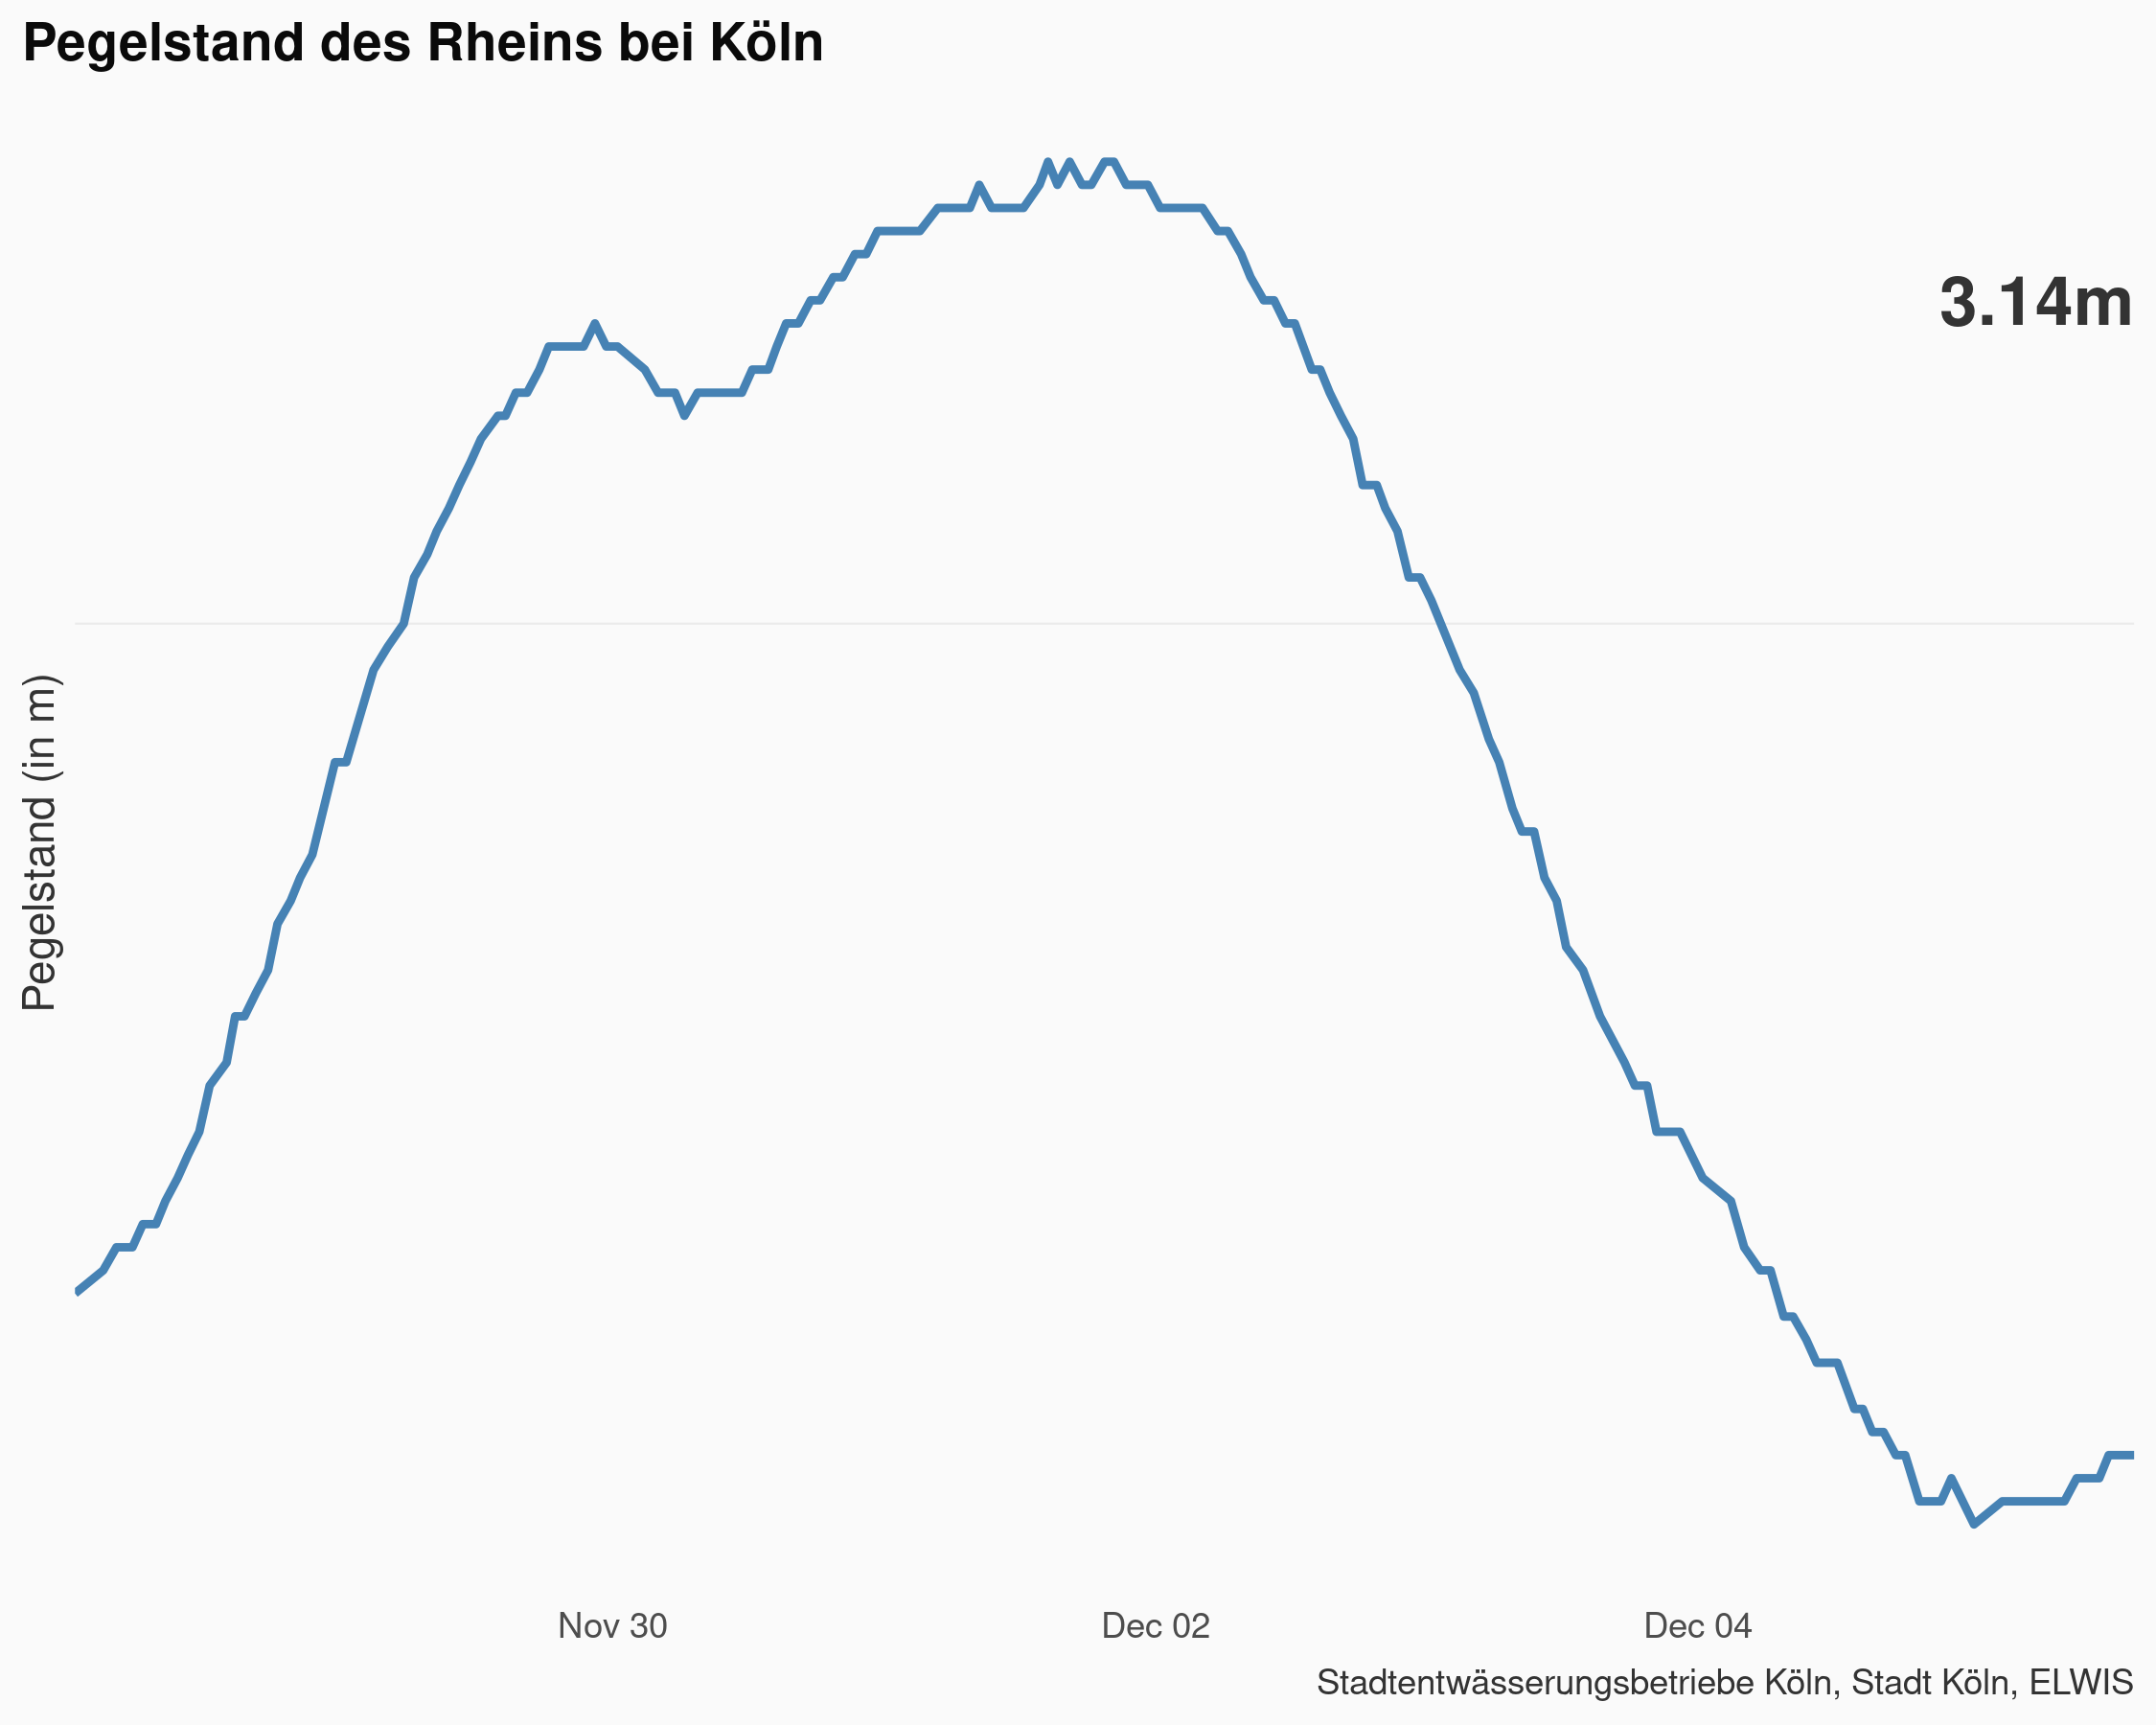 Pegelstand des Rheins bei Köln
3.14m
Pegelstand (in m)
Nov 30
Dec 02
Dec 04
Stadtentwässerungsbetriebe Köln, Stadt Köln, ELWIS